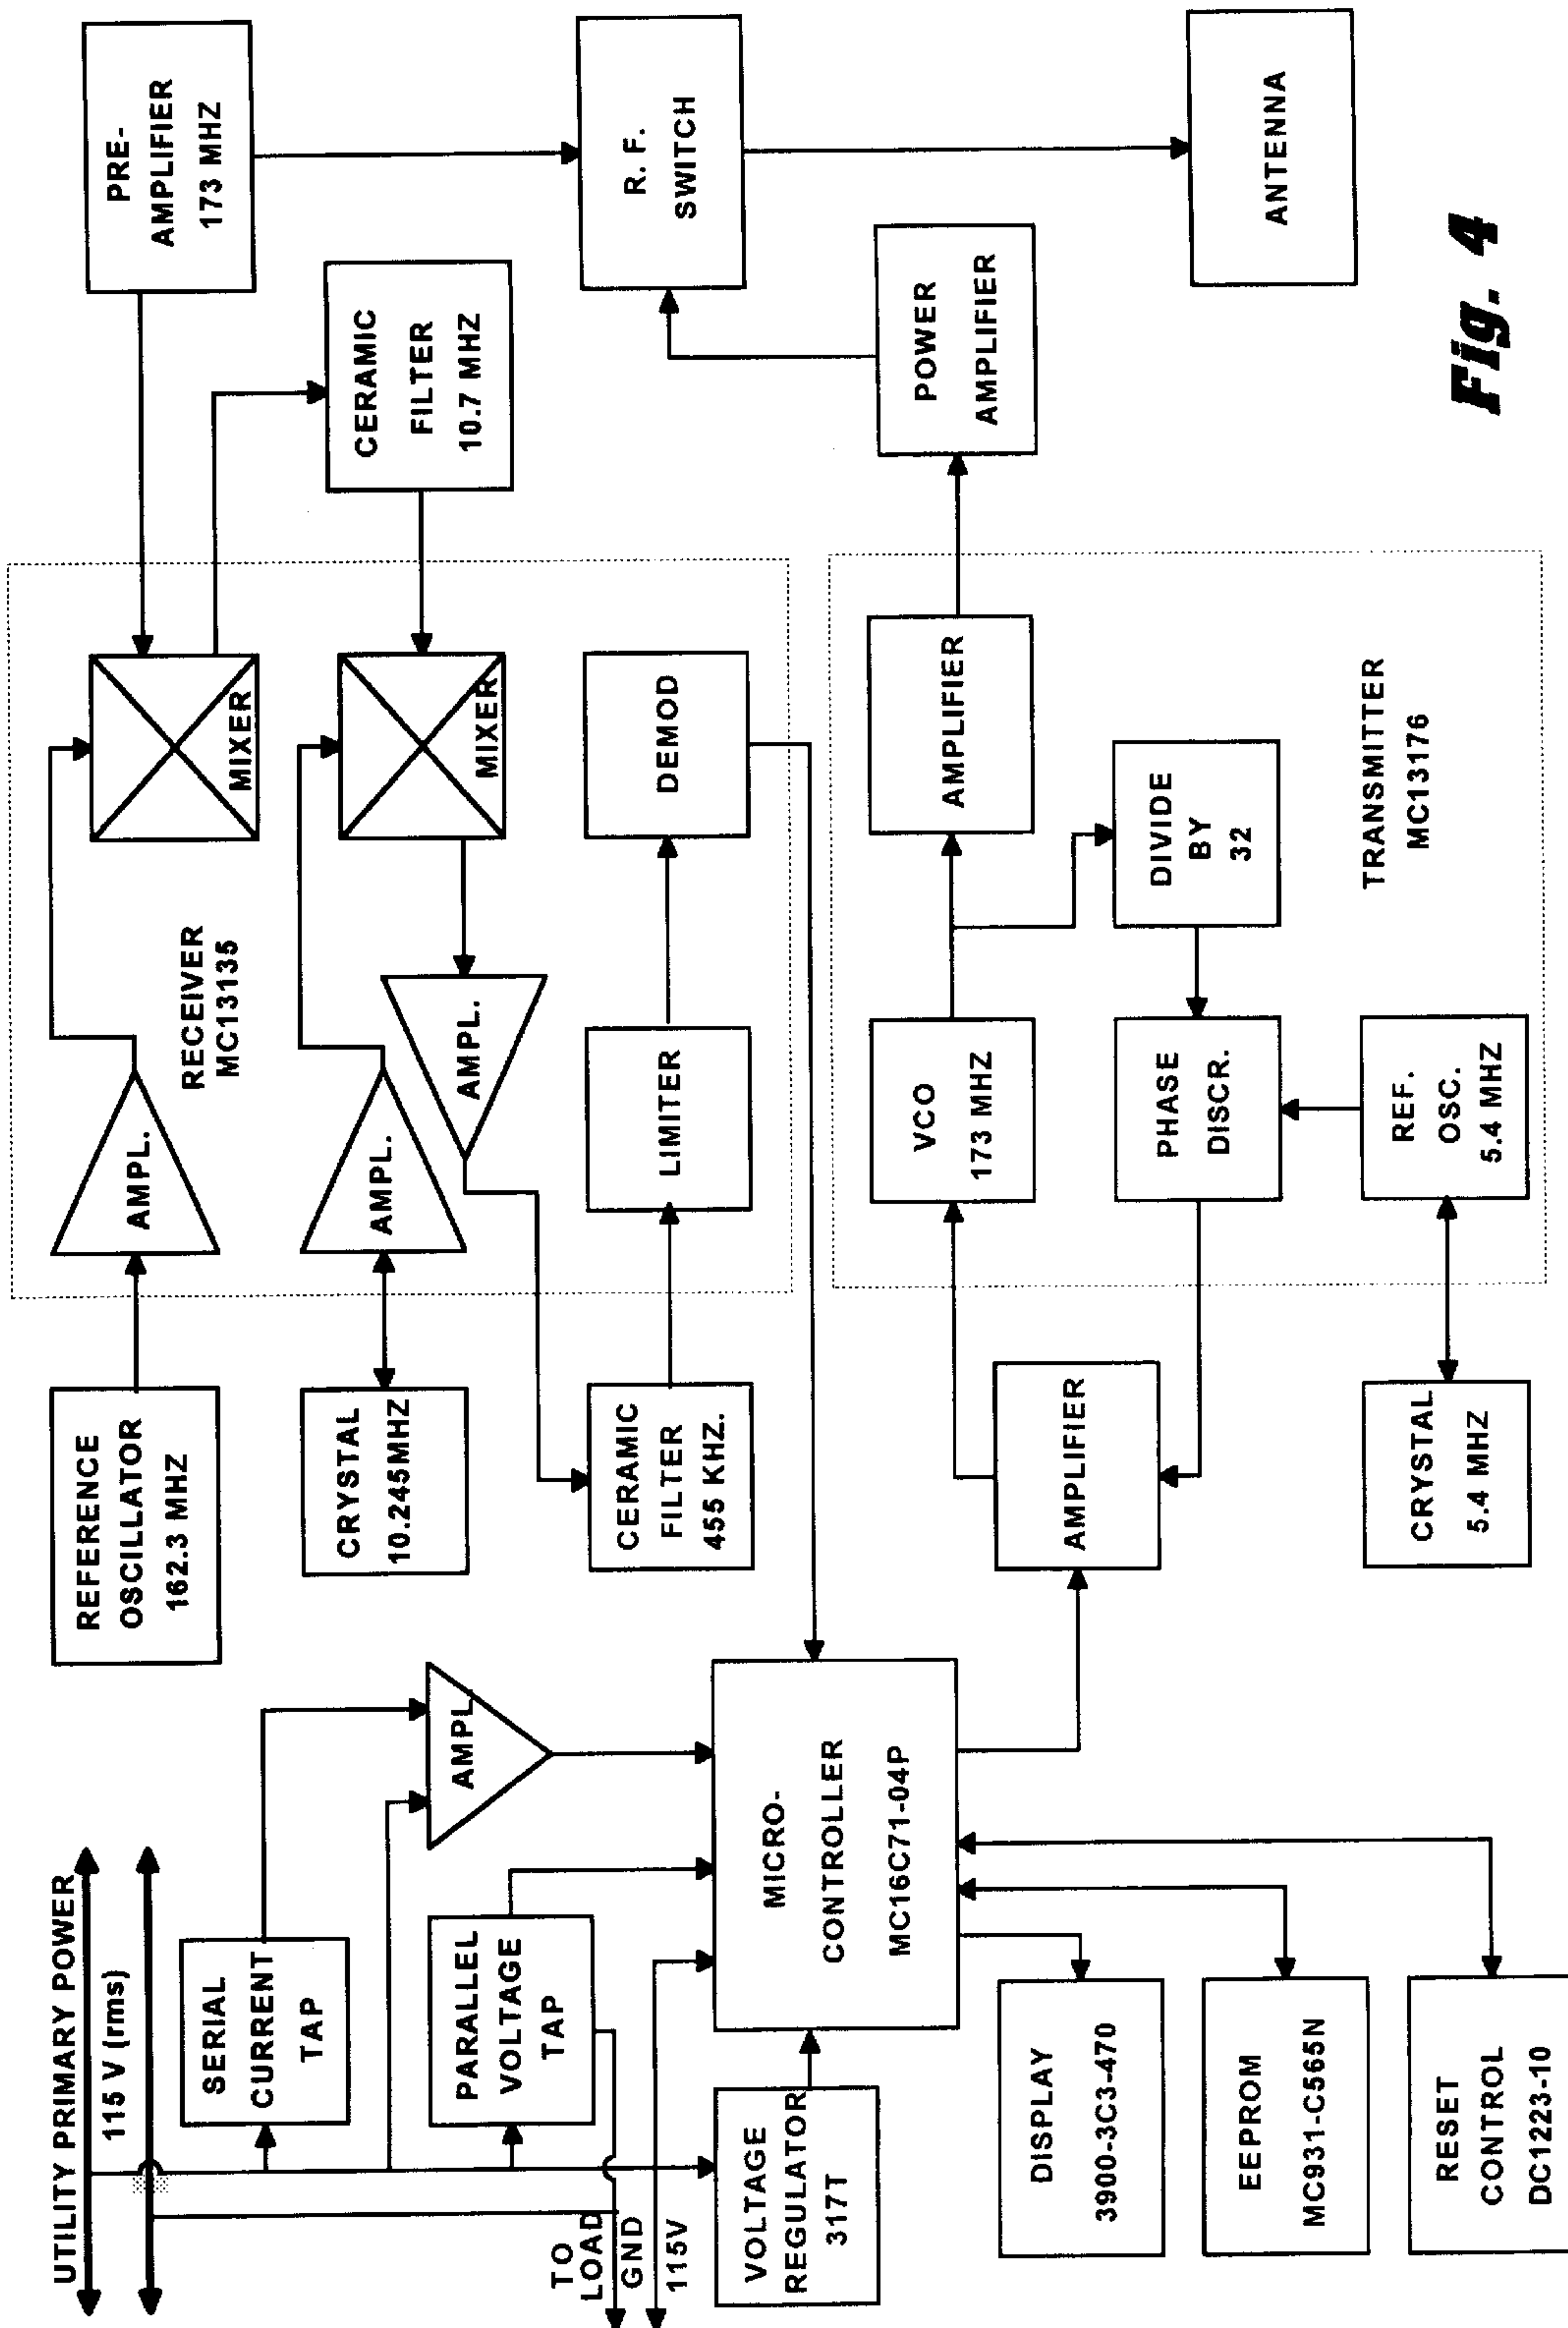 UTILITY PRIMARY POWER
115 V (rms)
SERIAL
CURRENT
TAP
PARALLEL
VOLTAGE
TAP
TO
LOAD
GND
115V
VOLTAGE
REGULATOR
317T
AMPL.
MICRO-
CONTROLLER
MC16C71-04P
DISPLAY
3900-3C3-470
EEPROM
MC931-C565N
RESET
CONTROL
DC1223-10
REFERENCE
OSCILLATOR
162.3 MHZ
CRYSTAL
10.245MHZ
CERAMIC
FILTER
455 KHZ.
AMPLIFIER
CRYSTAL
5.4 MHZ
AMPL.
RECEIVER
MC13135
AMPL.
AMPL.
LIMITER
MIXER
MIXER
DEMOD
VCO
173 MHZ
PHASE
DISCR.
REF.
OSC.
5.4 MHZ
AMPLIFIER
DIVIDE
BY
32
TRANSMITTER
MC13176
PRE-
AMPLIFIER
173 MHZ
CERAMIC
FILTER
10.7 MHZ
R. F.
SWITCH
POWER
AMPLIFIER
ANTENNA
Fig. 4